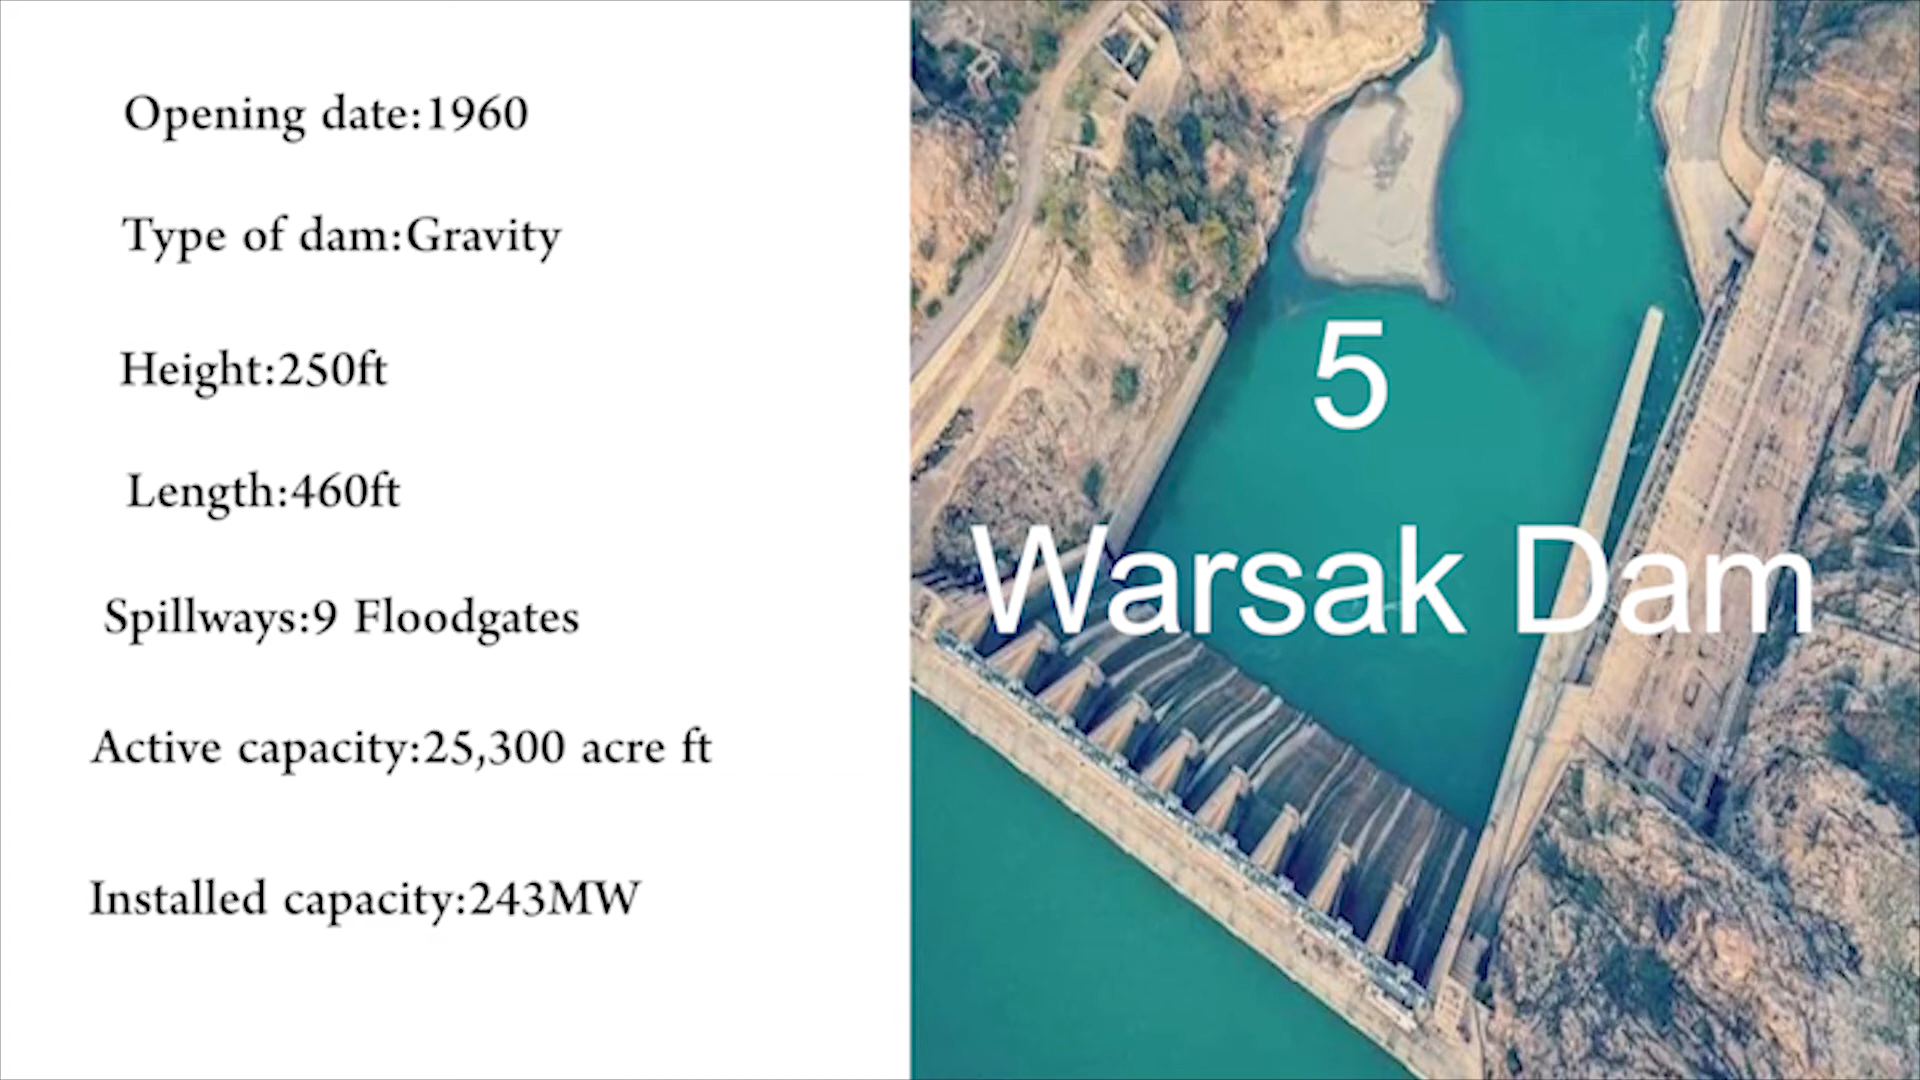 Opening date:1960
Type of dam:Gravity
Height:250ft
Length:460ft
Spillways:9 Floodgates
Active capacity:25,300 acre ft
Installed capacity:243MW
5
Warsak Dam